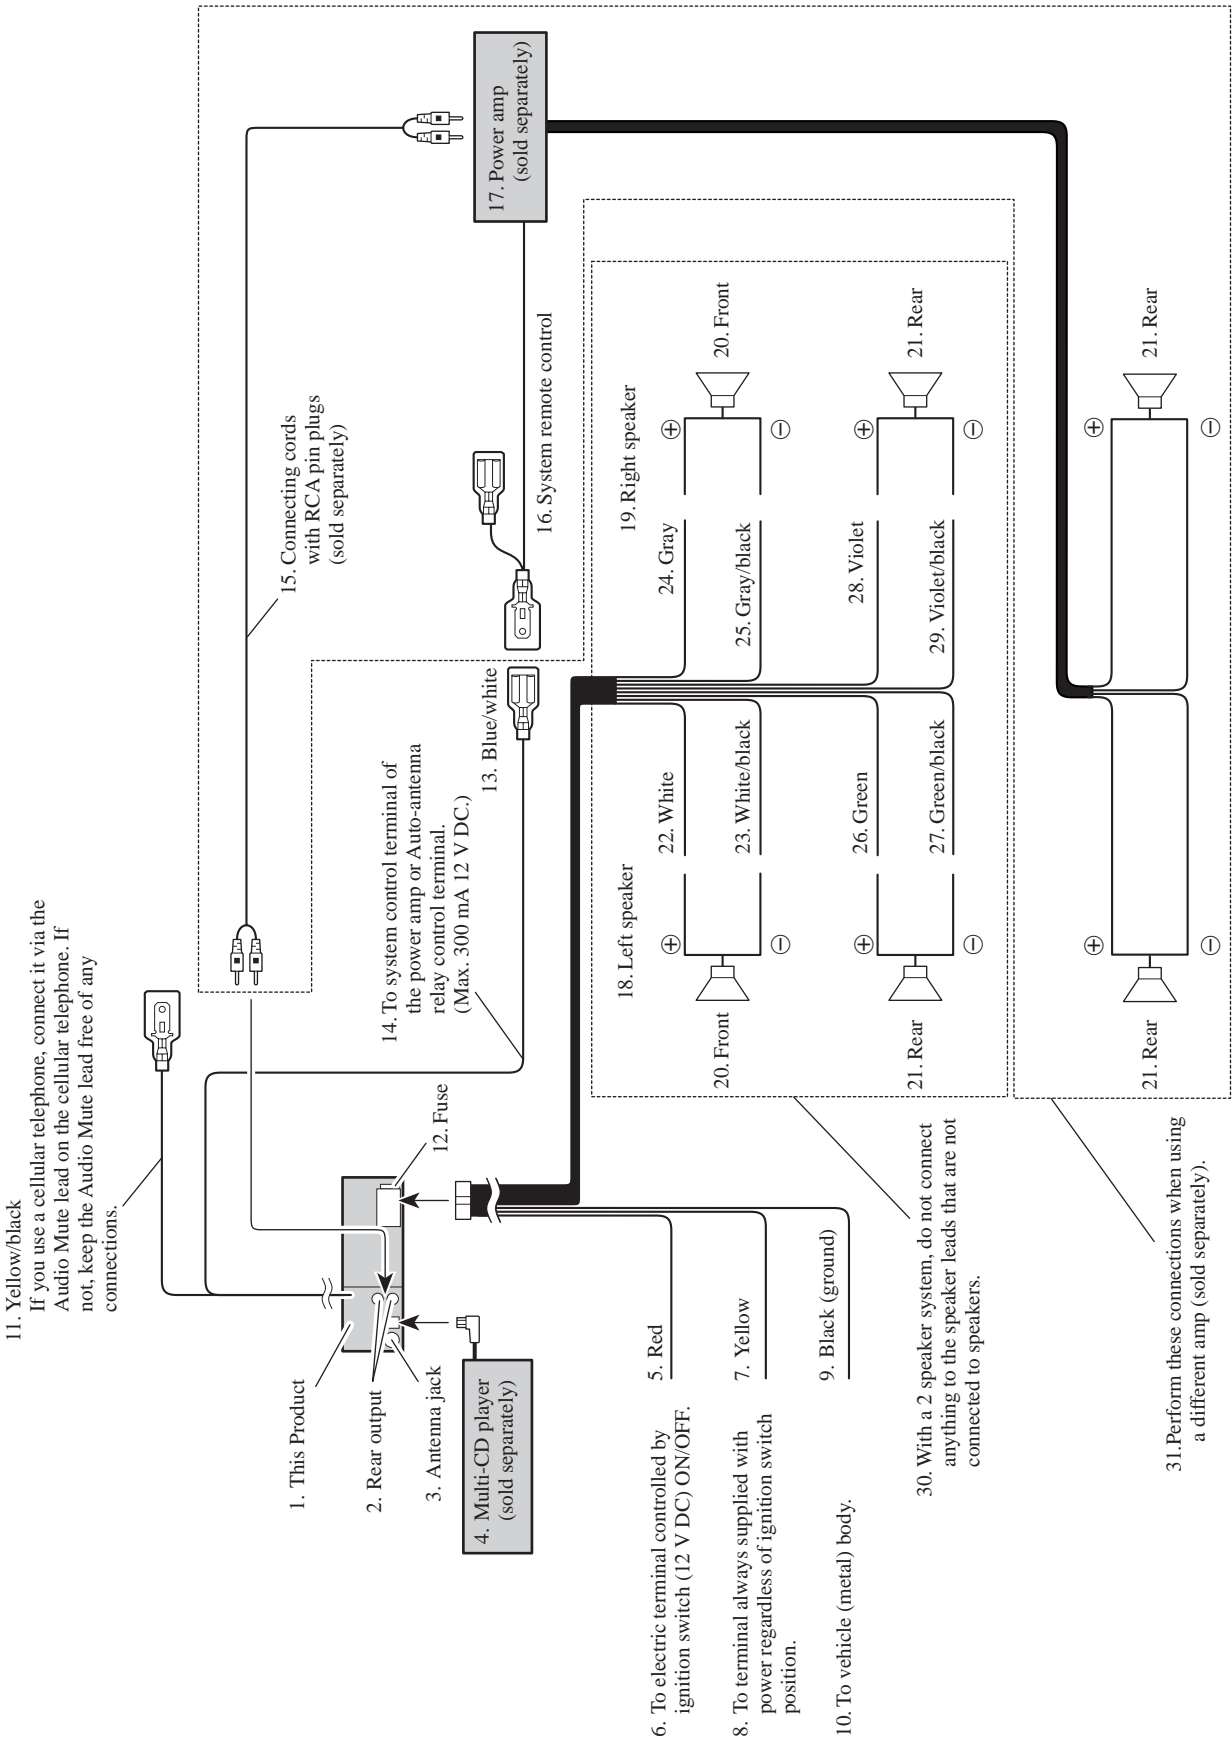 1. This Product
2. Rear output
3. Antenna jack
4. Multi-CD player
(sold separately)
5. Red
6. To electric terminal controlled by
ignition switch (12 V DC) ON/OFF.
7. Yellow
8. To terminal always supplied with
power regardless of ignition switch
position.
9. Black (ground)
10. To vehicle (metal) body.
11. Yellow/black
If you use a cellular telephone, connect it via the
Audio Mute lead on the cellular telephone. If
not, keep the Audio Mute lead free of any
connections.
12. Fuse
13. Blue/white
14. To system control terminal of
the power amp or Auto-antenna
relay control terminal.
(Max. 300 mA 12 V DC.)
15. Connecting cords
with RCA pin plugs
(sold separately)
16. System remote control
17. Power amp
(sold separately)
18. Left speaker
19. Right speaker
20. Front
⊕
⊖
22. White
23. White/black
24. Gray
25. Gray/black
⊕
⊖
20. Front
21. Rear
⊕
⊖
26. Green
27. Green/black
28. Violet
29. Violet/black
⊕
⊖
21. Rear
21. Rear
⊕
⊖
⊕
⊖
21. Rear
30. With a 2 speaker system, do not connect
anything to the speaker leads that are not
connected to speakers.
31.Perform these connections when using
a different amp (sold separately).